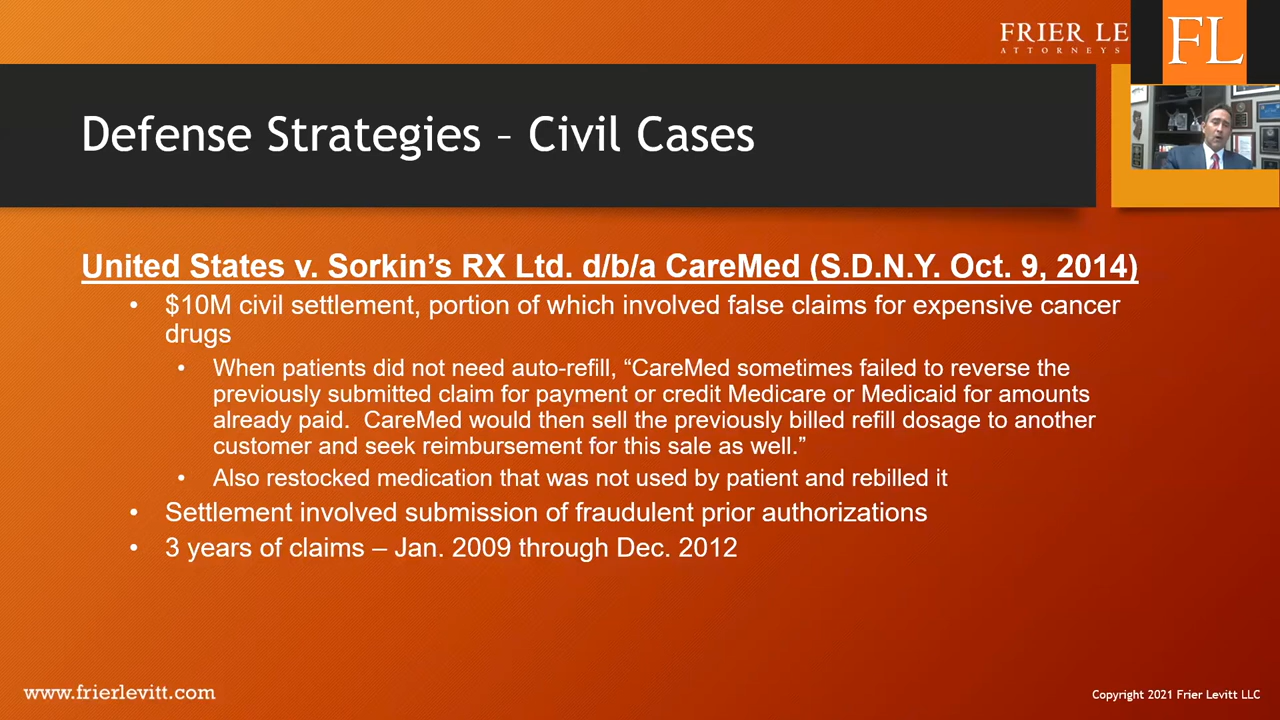 FRIER LE
ATTORNEYS
FL
Defense Strategies – Civil Cases
United States v. Sorkin’s RX Ltd. d/b/a CareMed (S.D.N.Y. Oct. 9, 2014)
• $10M civil settlement, portion of which involved false claims for expensive cancer
drugs
• When patients did not need auto-refill, “CareMed sometimes failed to reverse the
previously submitted claim for payment or credit Medicare or Medicaid for amounts
already paid.  CareMed would then sell the previously billed refill dosage to another
customer and seek reimbursement for this sale as well.”
• Also restocked medication that was not used by patient and rebilled it
• Settlement involved submission of fraudulent prior authorizations
• 3 years of claims – Jan. 2009 through Dec. 2012
www.frierlevitt.com
Copyright 2021 Frier Levitt LLC